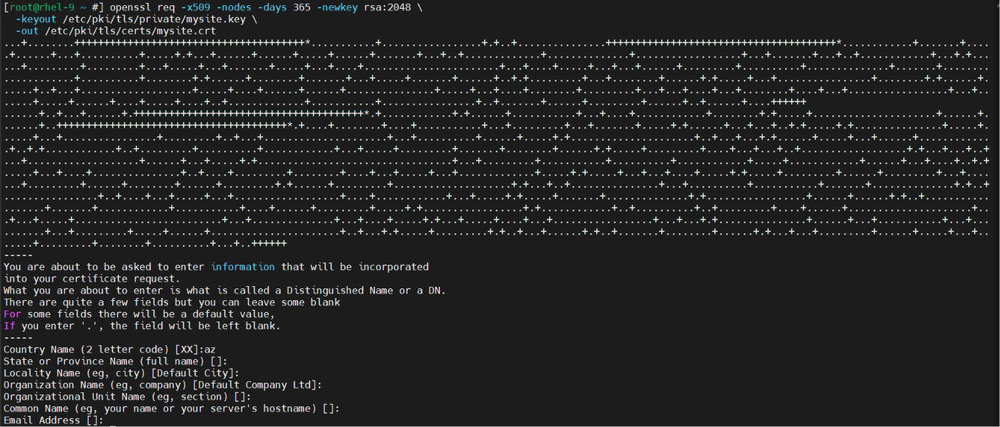 [root@rhel-9 ~ #] openssl req -x509 -nodes -days 365 -newkey rsa:2048 \
  -keyout /etc/pki/tls/private/mysite.key \
  -out /etc/pki/tls/certs/mysite.crt
-----
You are about to be asked to enter information that will be incorporated
into your certificate request.
What you are about to enter is what is called a Distinguished Name or a DN.
There are quite a few fields but you can leave some blank
For some fields there will be a default value,
If you enter '.', the field will be left blank.
-----
Country Name (2 letter code) [XX]:az
State or Province Name (full name) []:
Locality Name (eg, city) [Default City]:
Organization Name (eg, company) [Default Company Ltd]:
Organizational Unit Name (eg, section) []:
Common Name (eg, your name or your server's hostname) []:
Email Address []: